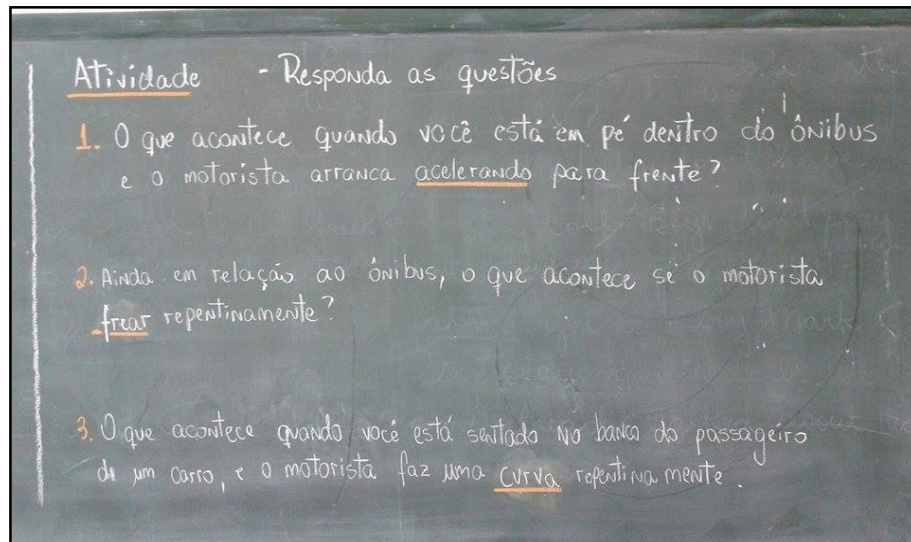 Atividade - Responda as questões
1. O que acontece quando você está em pé dentro do ônibus
e o motorista arranca acelerando para frente?
2. Ainda em relação ao ônibus, o que acontece se o motorista
frear repentinamente?
3. O que acontece quando você está sentado no banco do passageiro
de um carro, e o motorista faz uma curva repentinamente.